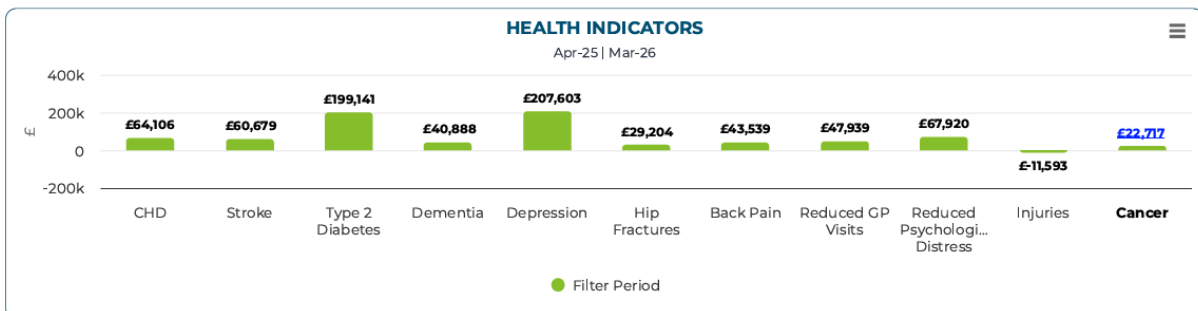 HEALTH INDICATORS
Apr-25 | Mar-26
£
400k
200k
0
-200k
£64,106
£60,679
£199,141
£40,888
£207,603
£29,204
£43,539
£47,939
£67,920
£-11,593
£22,717
CHD
Stroke
Type 2
Diabetes
Dementia
Depression
Hip
Fractures
Back Pain
Reduced GP
Visits
Reduced
Psychologi...
Distress
Injuries
Cancer
Filter Period